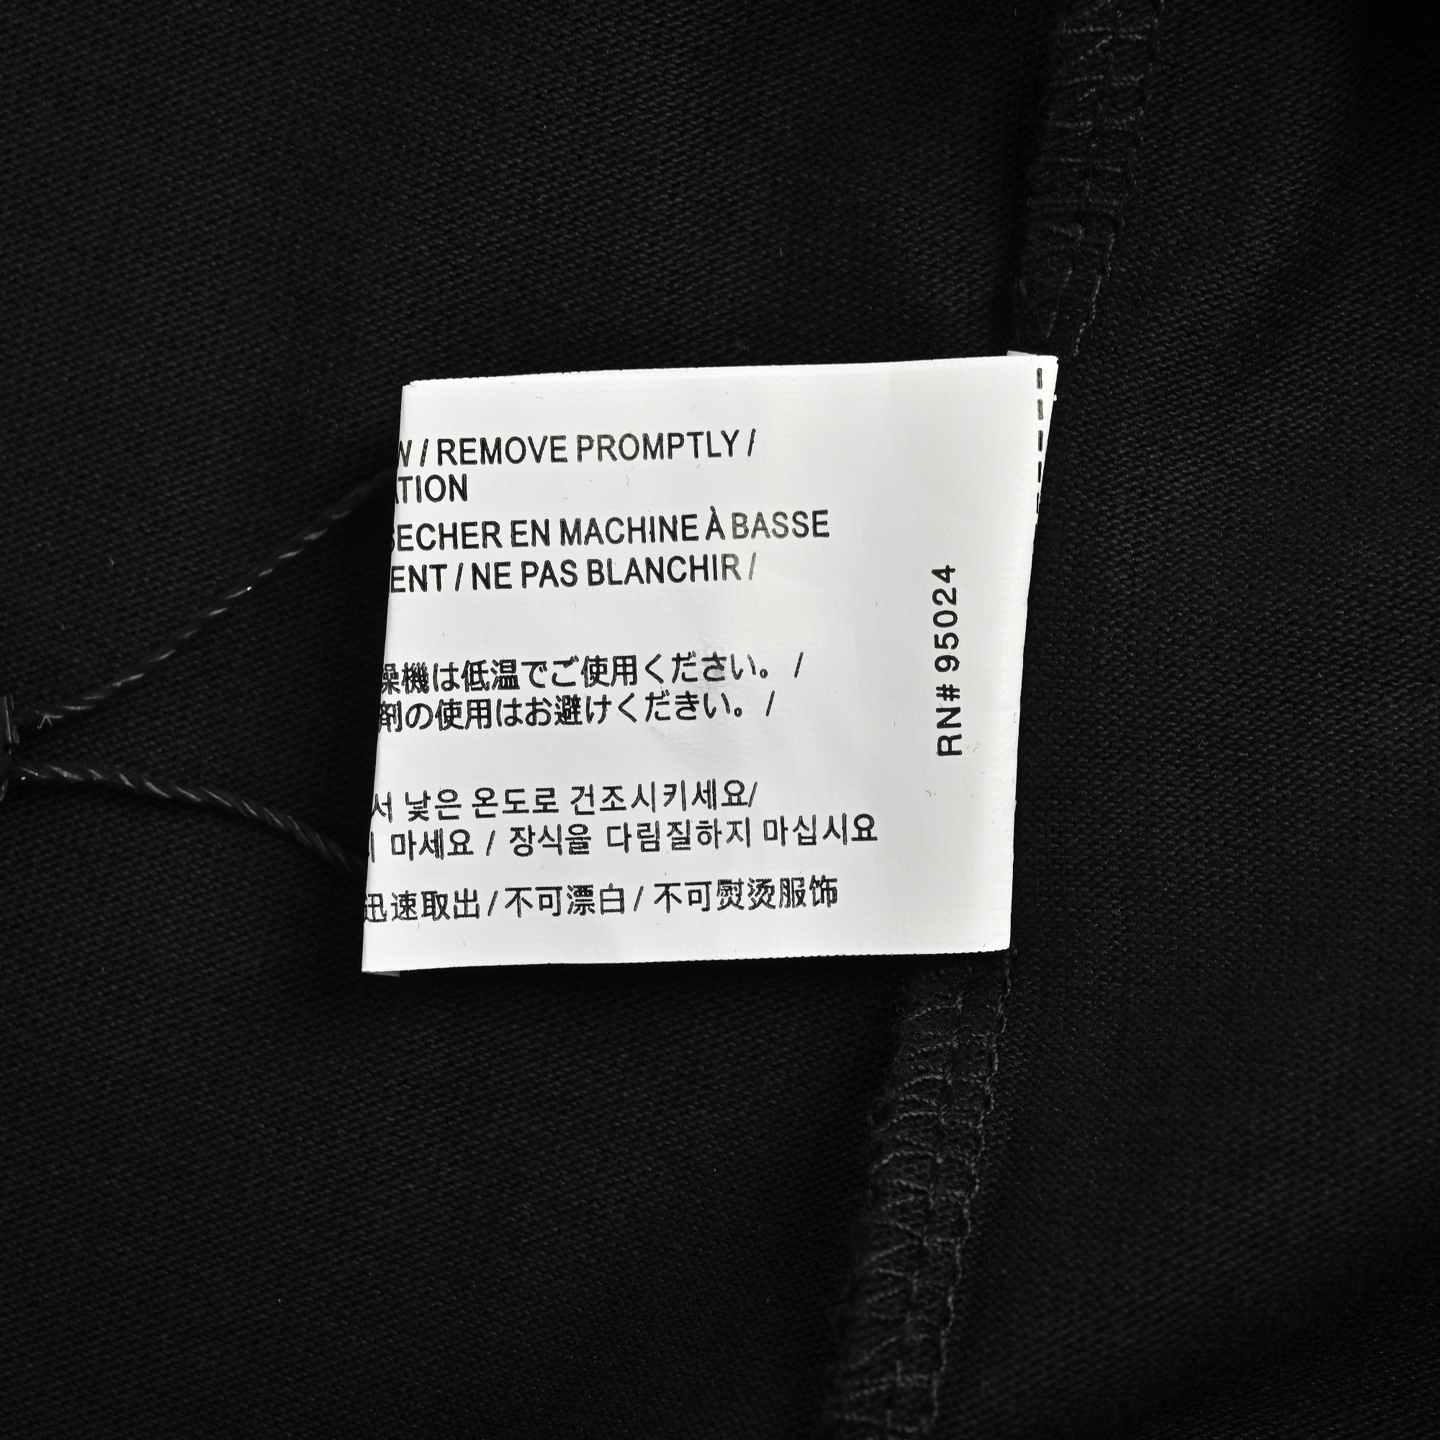 W / REMOVE PROMPTLY /
ATION
SECHER EN MACHINE À BASSE
ENT / NE PAS BLANCHIR /
燥機は低温でご使用ください。 /
剤の使用はお避けくだきい。 /
서 낮은 온도로 건조시키세요/
마세요 / 장식을 다림질하지 마십시요
迅速取出 / 不可漂白 / 不可熨烫服饰
RN# 95024